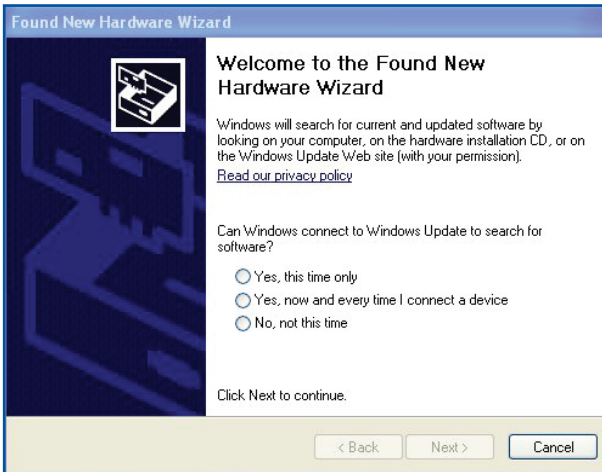 Found New Hardware Wizard
Welcome to the Found New
Hardware Wizard
Windows will search for current and updated software by
looking on your computer, on the hardware installation CD, or on
the Windows Update Web site (with your permission).
Read our privacy policy
Can Windows connect to Windows Update to search for
software?
Yes, this time only
Yes, now and every time I connect a device
No, not this time
Click Next to continue.
< Back Next > Cancel